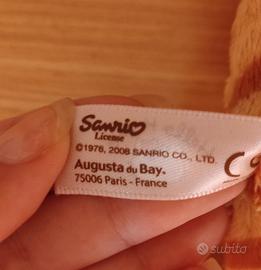 Sanrio
License
©1976, 2008 SANRIO CO., LTD.
Augusta du Bay.
75006 Paris - France
C
subito